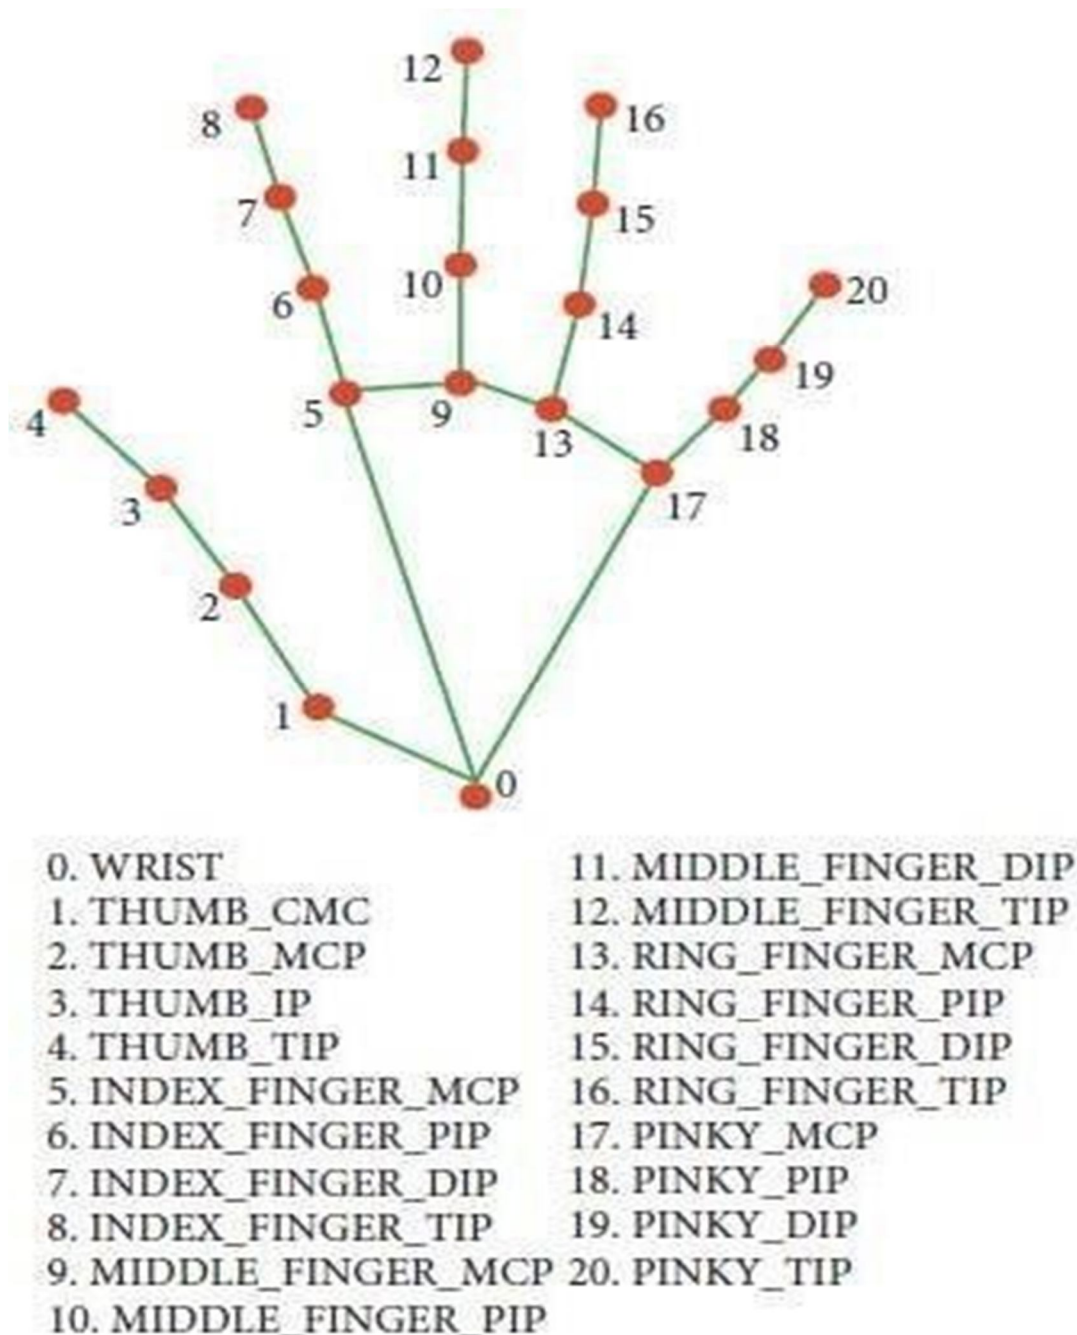 12
8
16
11
7
15
10
6
14
20
19
4
5
9
13
18
3
17
2
1
0
0. WRIST
1. THUMB_CMC
2. THUMB_MCP
3. THUMB_IP
4. THUMB_TIP
5. INDEX_FINGER_MCP
6. INDEX_FINGER_PIP
7. INDEX_FINGER_DIP
8. INDEX_FINGER_TIP
9. MIDDLE_FINGER_MCP
10. MIDDLE_FINGER_PIP
11. MIDDLE_FINGER_DIP
12. MIDDLE_FINGER_TIP
13. RING_FINGER_MCP
14. RING_FINGER_PIP
15. RING_FINGER_DIP
16. RING_FINGER_TIP
17. PINKY_MCP
18. PINKY_PIP
19. PINKY_DIP
20. PINKY_TIP